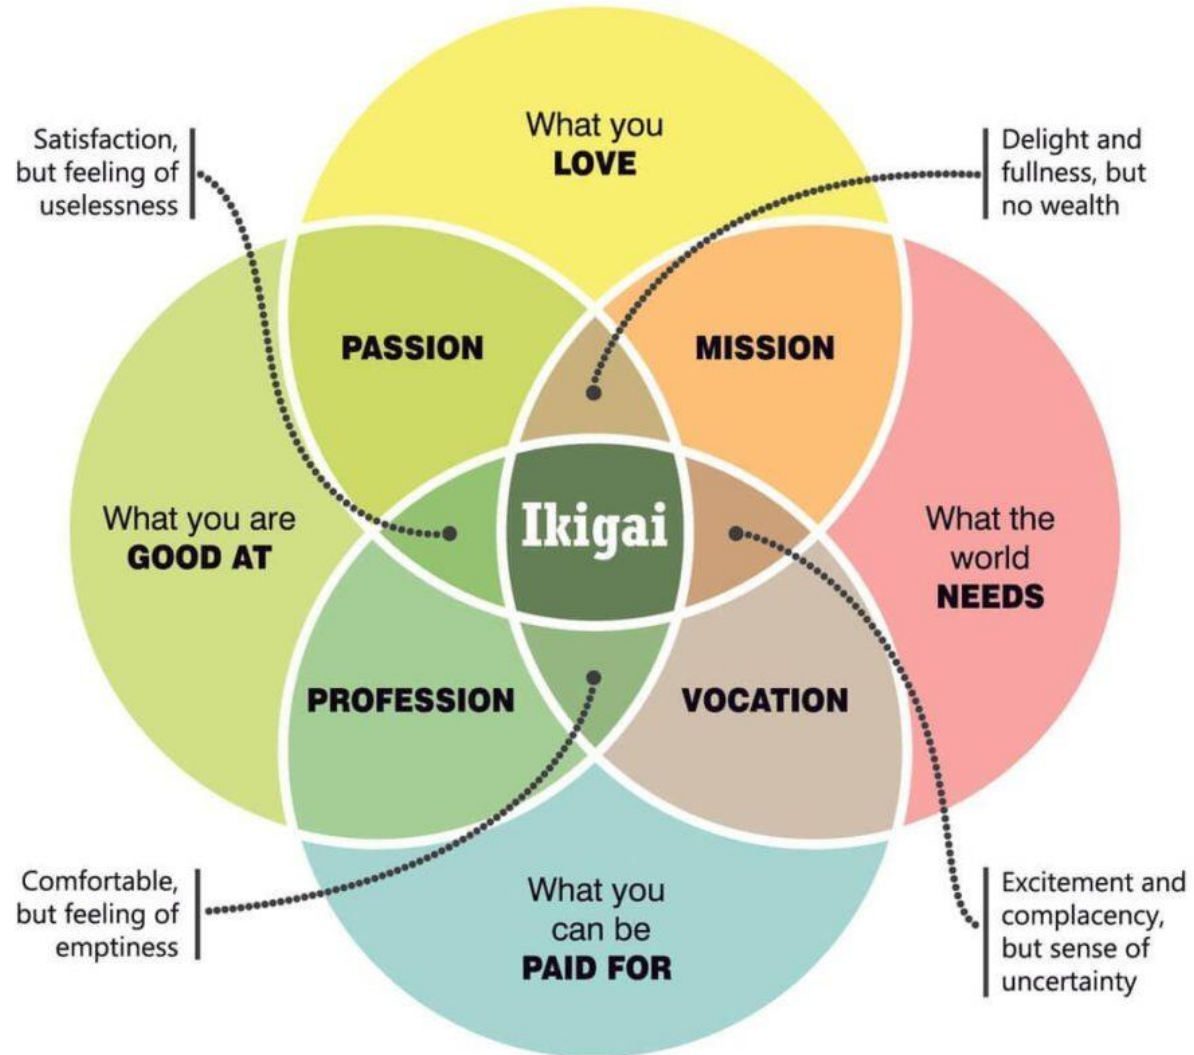 What you
LOVE
Satisfaction,
but feeling of
uselessness
Delight and
fullness, but
no wealth
PASSION
MISSION
What you are
GOOD AT
Ikigai
What the
world
NEEDS
PROFESSION
VOCATION
Comfortable,
but feeling of
emptiness
What you
can be
PAID FOR
Excitement and
complacency,
but sense of
uncertainty